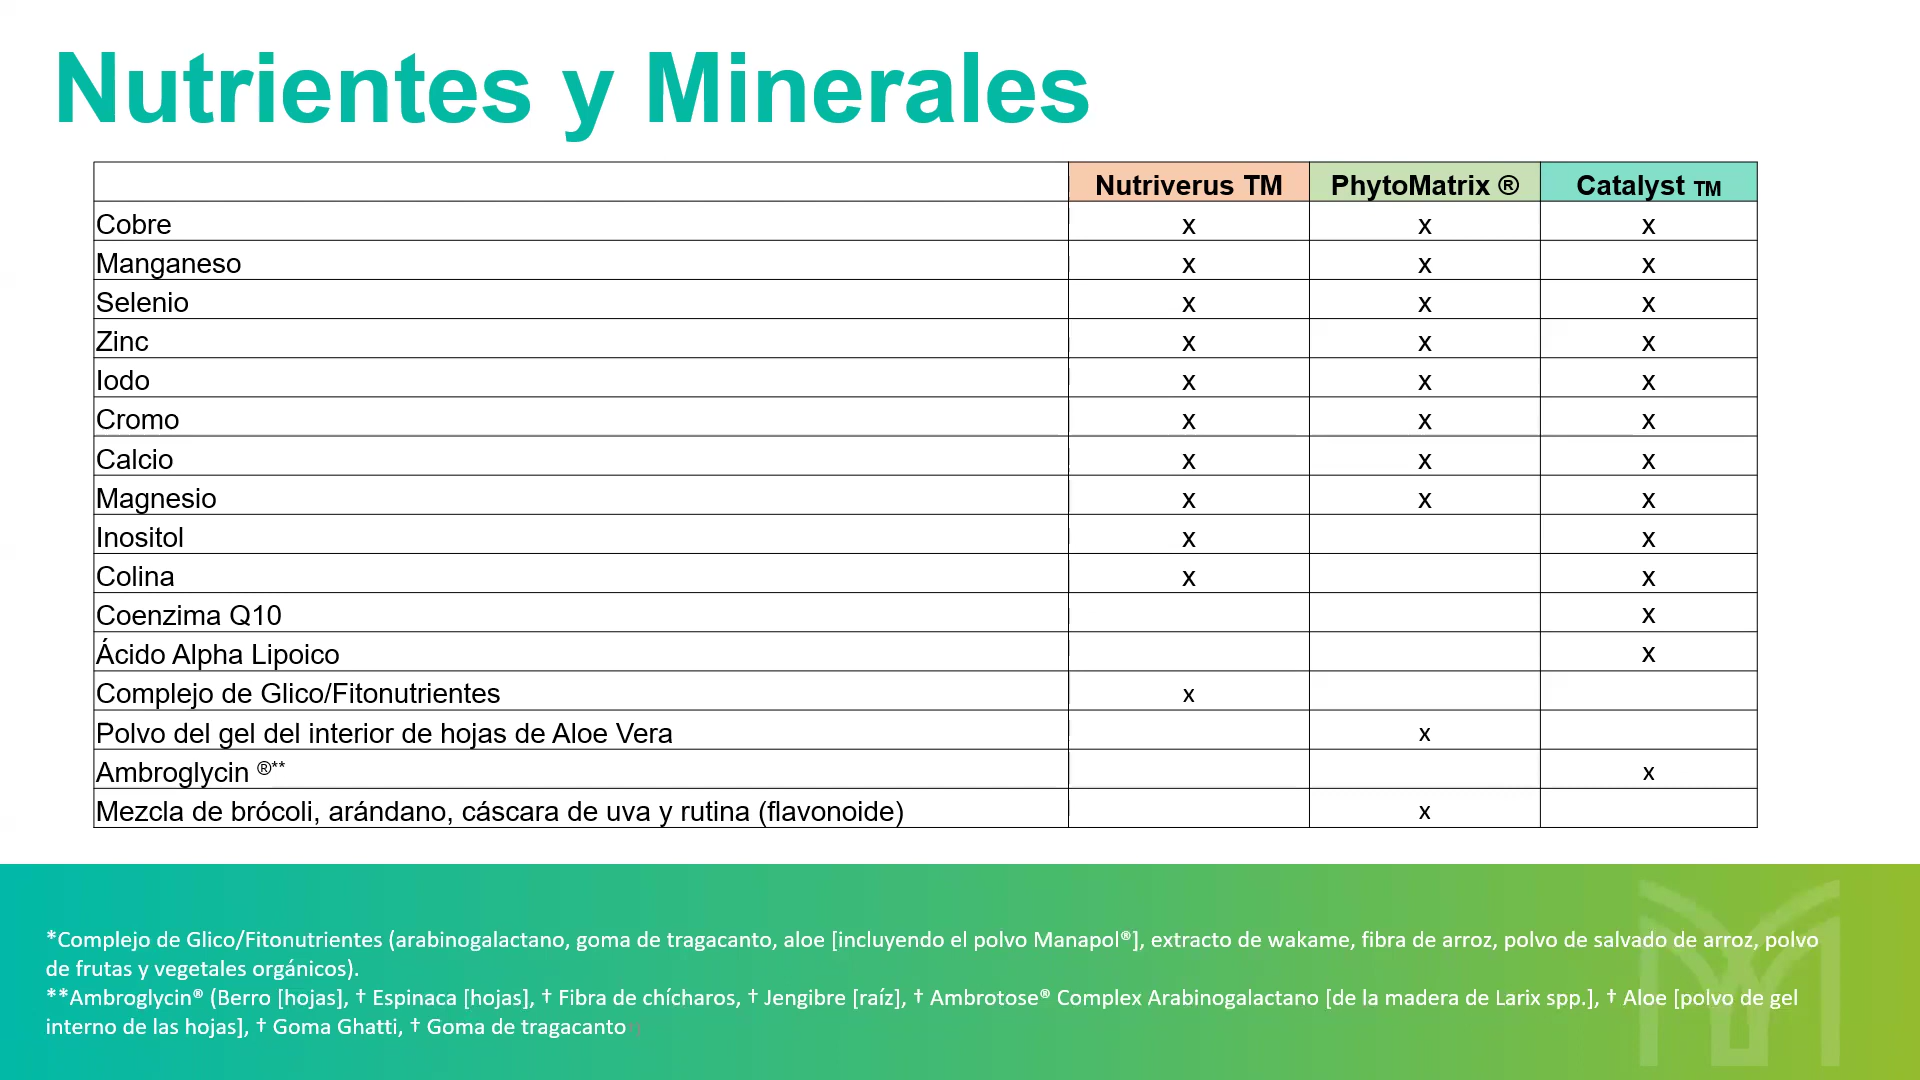 Nutrientes y Minerales
Nutriverus TM PhytoMatrix ® Catalyst TM
Cobre x x x
Manganeso x x x
Selenio x x x
Zinc x x x
Iodo x x x
Cromo x x x
Calcio x x x
Magnesio x x x
Inositol x x
Colina x x
Coenzima Q10 x
Ácido Alpha Lipoico x
Complejo de Glico/Fitonutrientes x
Polvo del gel del interior de hojas de Aloe Vera x
Ambroglycin ®** x
Mezcla de brócoli, arándano, cáscara de uva y rutina (flavonoide) x
*Complejo de Glico/Fitonutrientes (arabinogalactano, goma de tragacanto, aloe [incluyendo el polvo Manapol®], extracto de wakame, fibra de arroz, polvo de salvado de arroz, polvo
de frutas y vegetales orgánicos).
**Ambroglycin® (Berro [hojas], † Espinaca [hojas], † Fibra de chícharos, † Jengibre [raíz], † Ambrotose® Complex Arabinogalactano [de la madera de Larix spp.], † Aloe [polvo de gel
interno de las hojas], † Goma Ghatti, † Goma de tragacanto